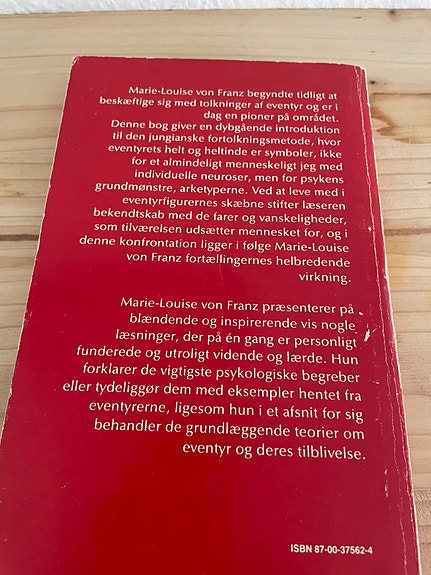 Marie-Louise von Franz begyndte tidligt at
beskæftige sig med tolkninger af eventyr og er i
dag en pioner på området.
Denne bog giver en dybgående introduktion
til den jungianske fortolkningsmetode, hvor
eventyrets helt og heltinde er symboler, ikke
for et almindeligt menneskeligt jeg med
individuelle neuroser, men for psykens
grundmønstre, arketyperne. Ved at leve med i
eventyrfigurernes skæbne stifter læseren
bekendtskab med de farer og vanskeligheder,
som tilværelsen udsætter mennesket for, og i
denne konfrontation ligger i følge Marie-Louise
von Franz fortællingernes helbredende
virkning.
Marie-Louise von Franz præsenterer på
blændende og inspirerende vis nogle
læsninger, der på én gang er personligt
funderede og utroligt vidende og lærde. Hun
forklarer de vigtigste psykologiske begreber
eller tydeliggør dem med eksempler hentet fra
eventyrerne, ligesom hun i et afsnit for sig
behandler de grundlæggende teorier om
eventyr og deres tilblivelse.
ISBN 87-00-37562-4